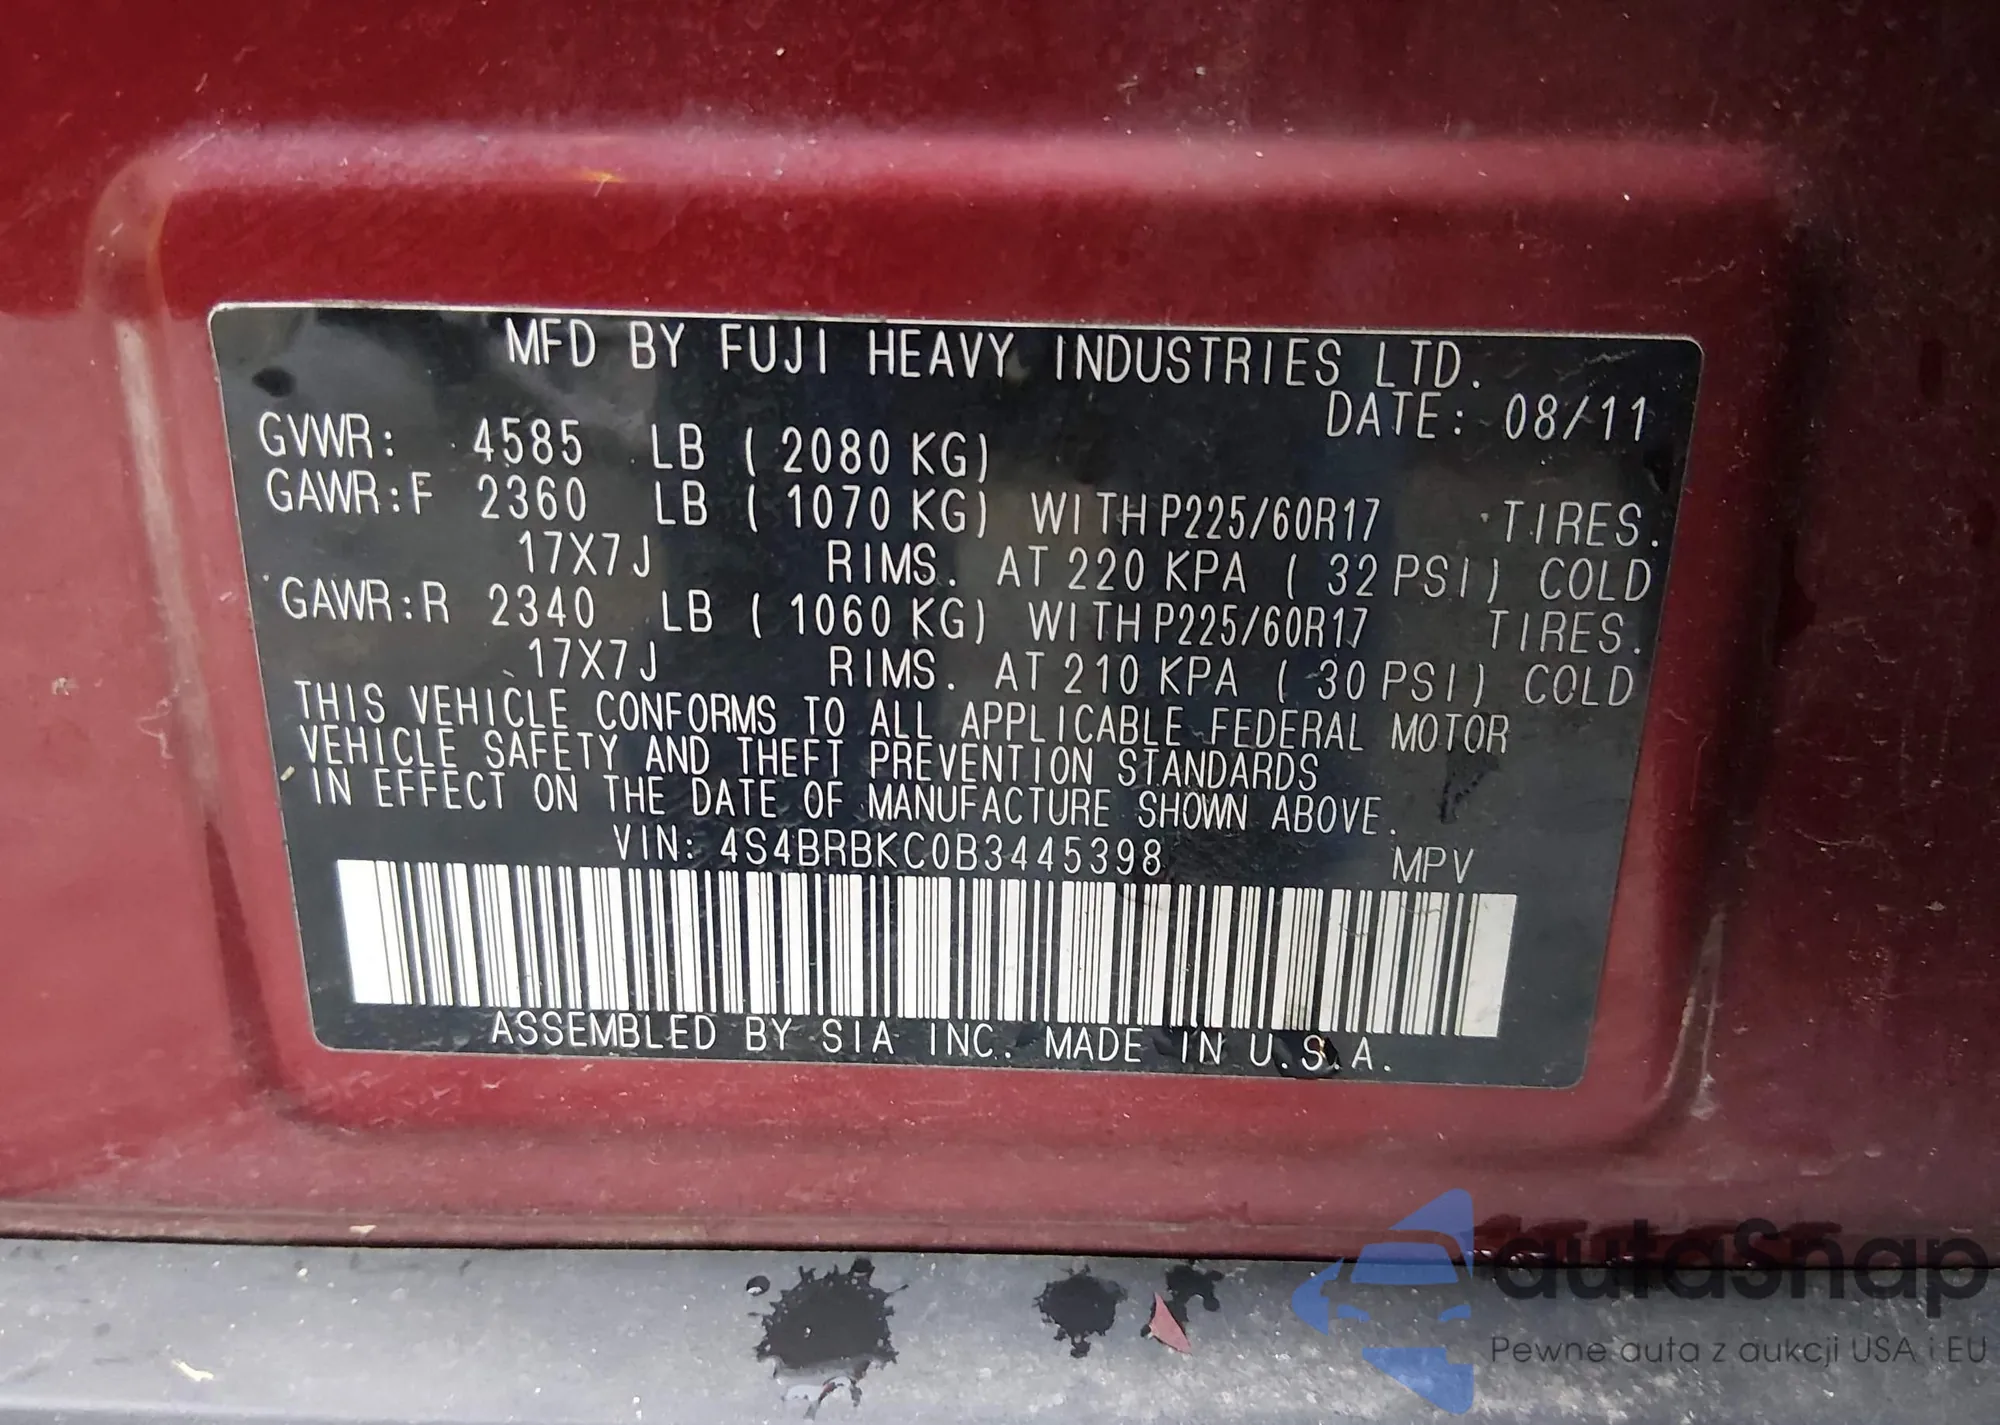 MFD BY FUJI HEAVY INDUSTRIES LTD.
DATE: 08/11
GVWR: 4585 LB ( 2080 KG)
GAWR:F 2360 LB ( 1070 KG) WITH P225/60R17 TIRES.
17X7J RIMS. AT 220 KPA ( 32 PSI) COLD
GAWR:R 2340 LB ( 1060 KG) WITH P225/60R17 TIRES.
17X7J RIMS. AT 210 KPA ( 30 PSI) COLD
THIS VEHICLE CONFORMS TO ALL APPLICABLE FEDERAL MOTOR
VEHICLE SAFETY AND THEFT PREVENTION STANDARDS
IN EFFECT ON THE DATE OF MANUFACTURE SHOWN ABOVE.
VIN: 4S4BRBKC0B3445398 MPV
ASSEMBLED BY SIA INC. MADE IN U.S.A.
autaSnap
Pewne auta z aukcji USA i EU